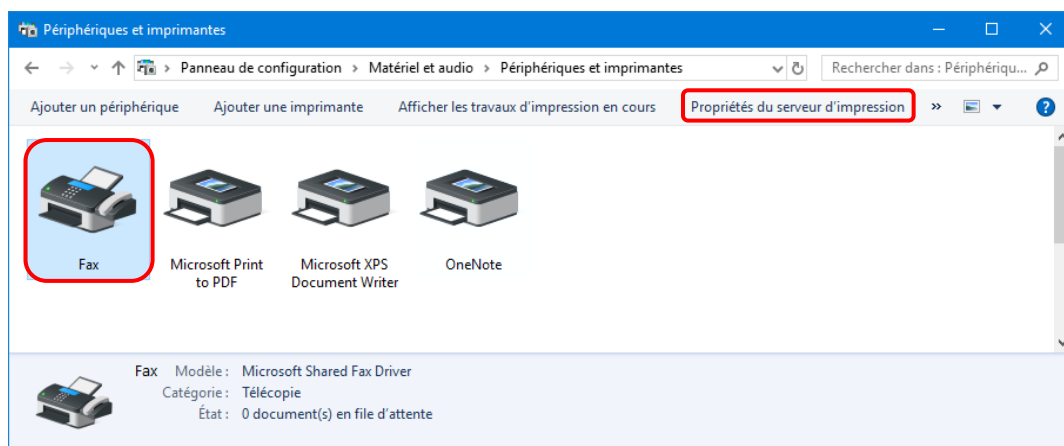 Périphériques et imprimantes
Panneau de configuration > Matériel et audio > Périphériques et imprimantes
Rechercher dans : Périphériqu...
Ajouter un périphérique Ajouter une imprimante Afficher les travaux d'impression en cours Propriétés du serveur d'impression »
Fax Microsoft Print Microsoft XPS OneNote
to PDF Document Writer
Fax Modèle : Microsoft Shared Fax Driver
Catégorie : Télécopie
État : 0 document(s) en file d'attente